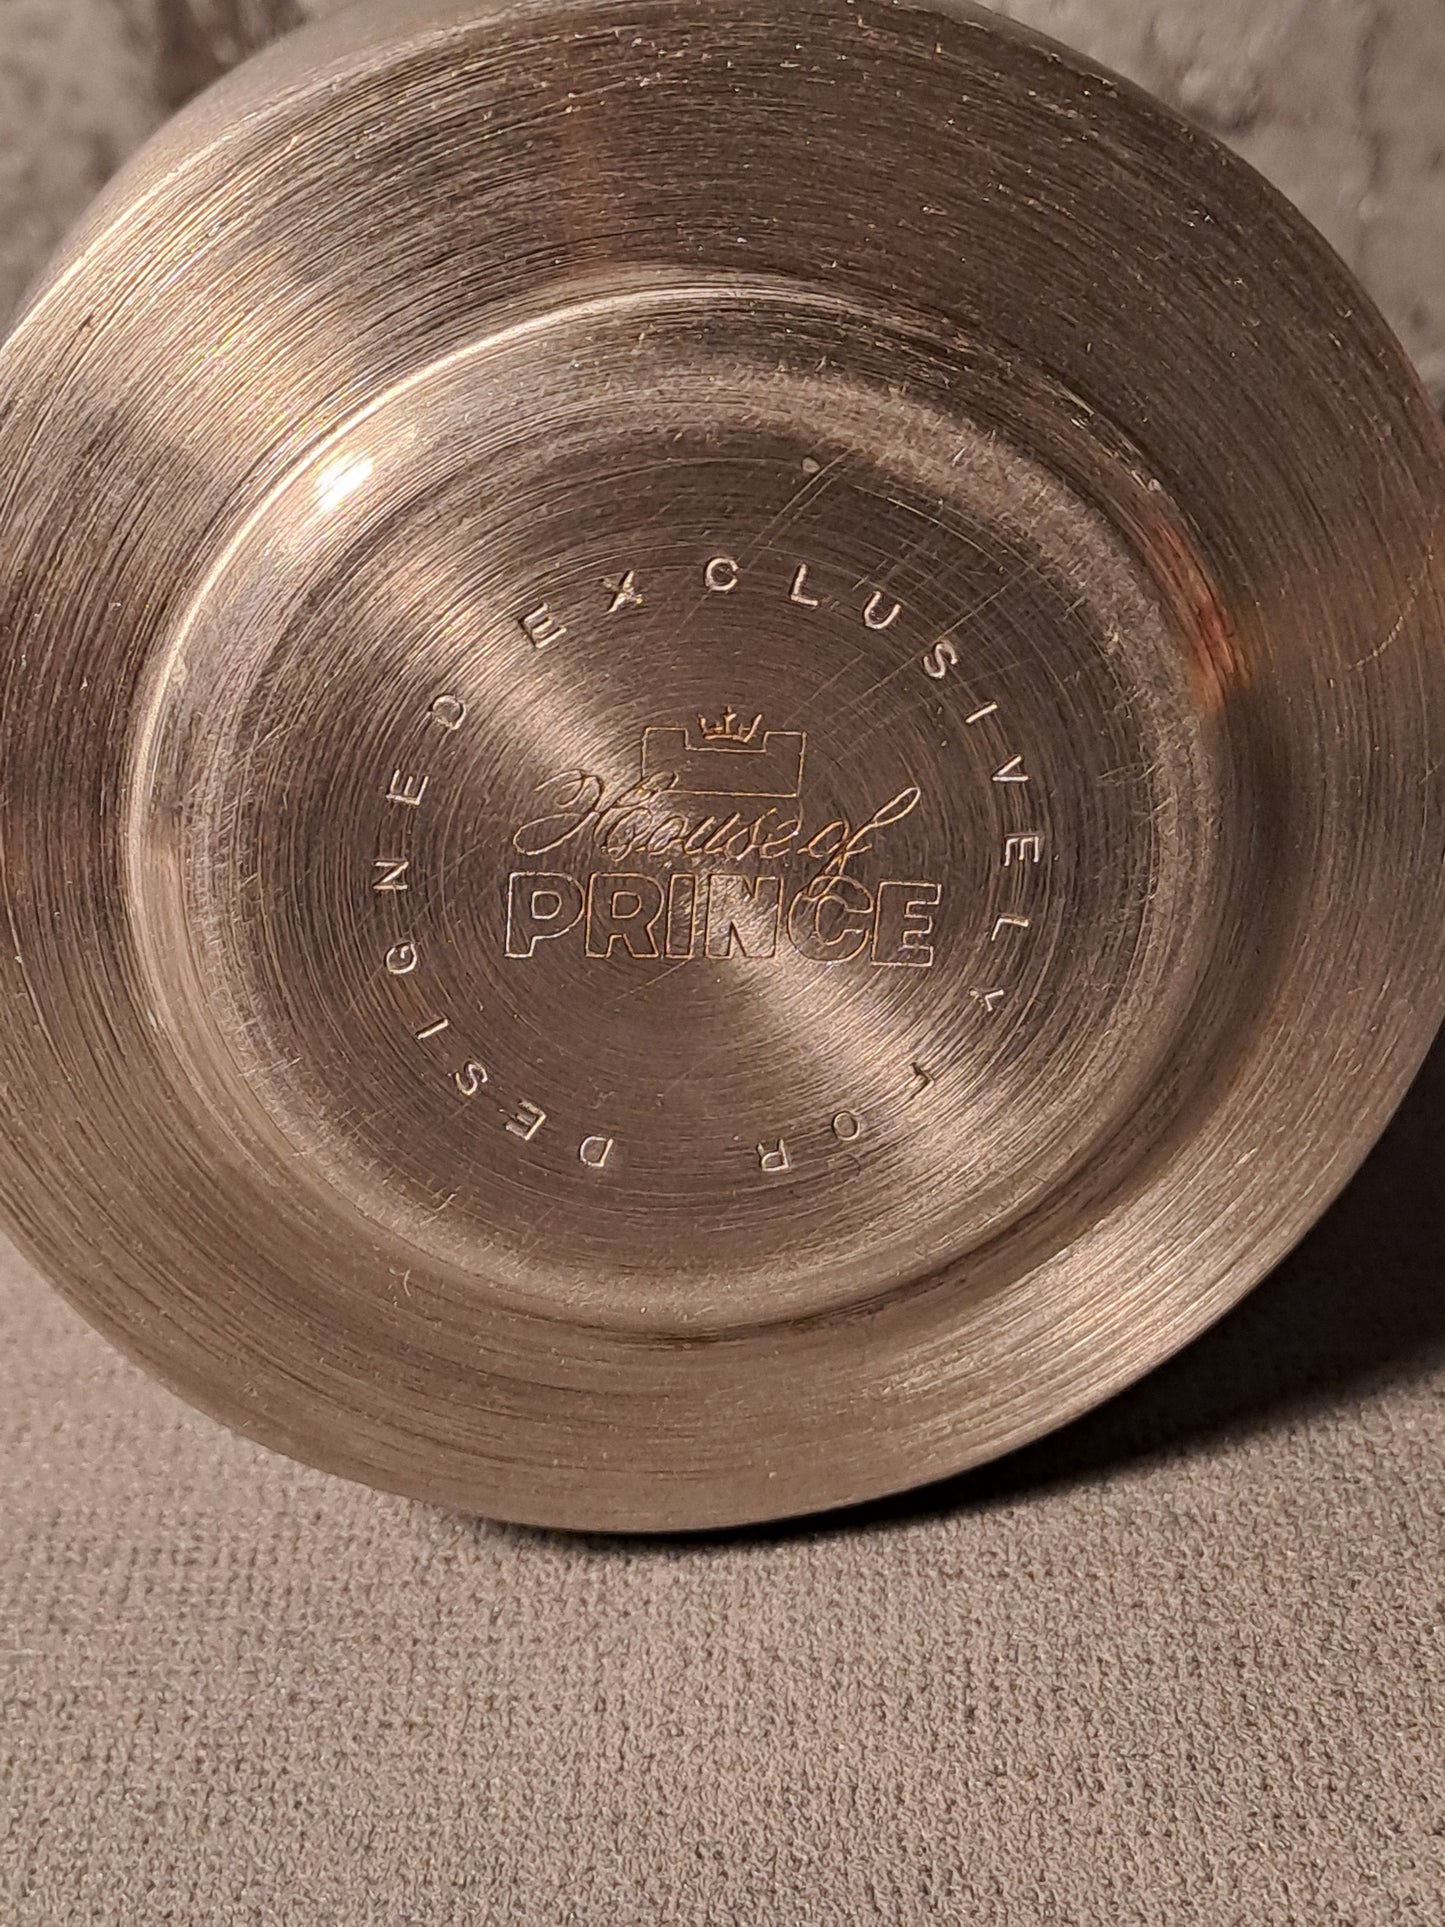 DESIGNED EXCLUSIVELY FOR
House of
PRINCE